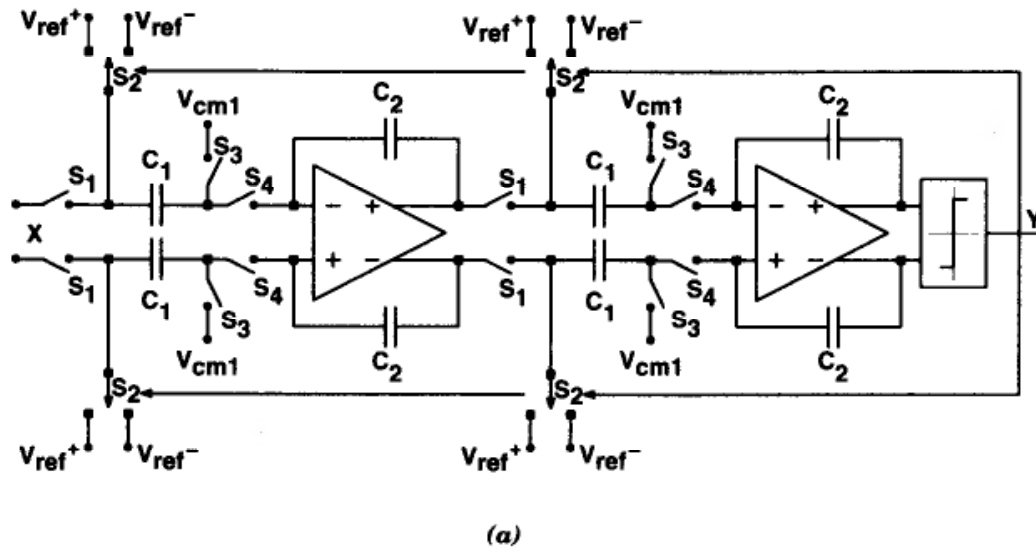 Vref+ Vref- Vref+ Vref-
S2 S2
Vcm1 C2 Vcm1 C2
S1 C1 S3 S4 S1 C1 S3 S4
- + - +
X Y
+ - + -
S1 C1 S3 S4 S1 C1 S3 S4
Vcm1 C2 Vcm1 C2
S2 S2
Vref+ Vref- Vref+ Vref-
(a)